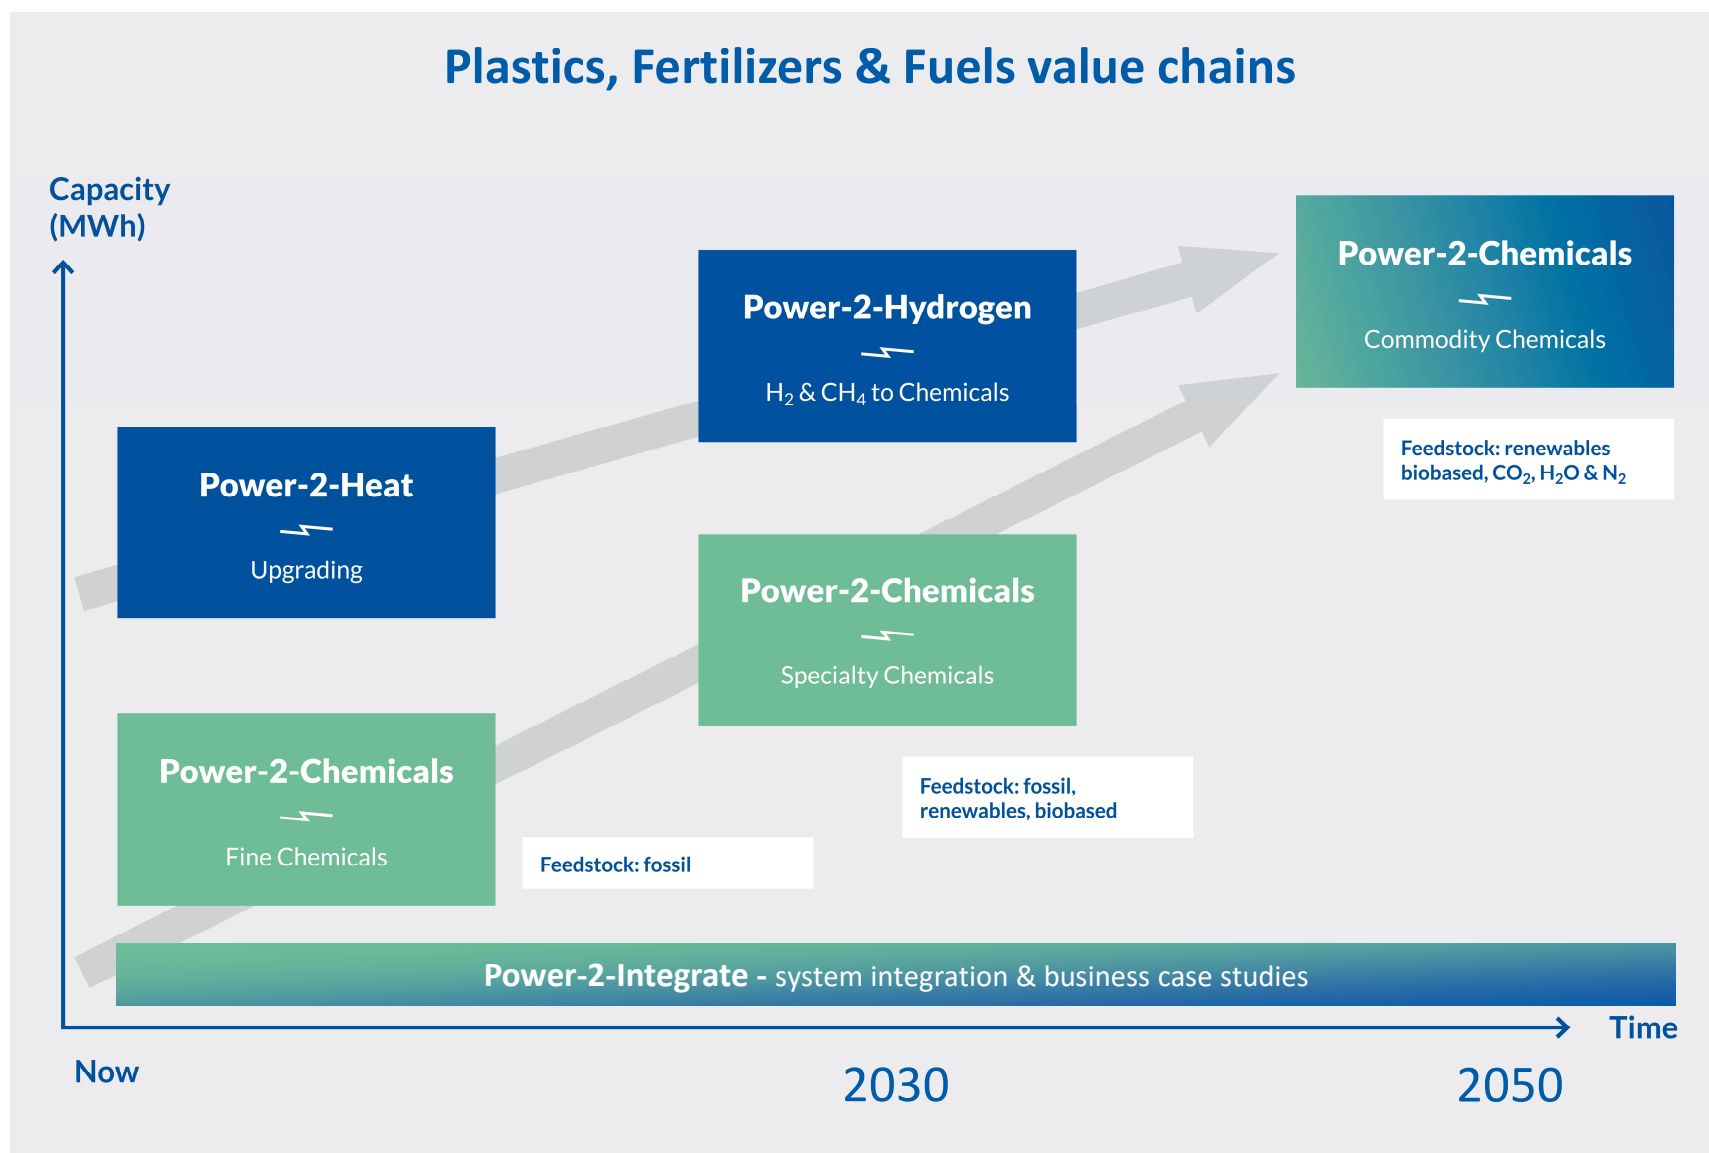 Plastics, Fertilizers & Fuels value chains
Capacity
(MWh)
Power-2-Chemicals
Commodity Chemicals
Feedstock: renewables
biobased, CO₂, H₂O & N₂
Power-2-Hydrogen
H₂ & CH₄ to Chemicals
Power-2-Heat
Upgrading
Power-2-Chemicals
Specialty Chemicals
Feedstock: fossil,
renewables, biobased
Power-2-Chemicals
Fine Chemicals
Feedstock: fossil
Power-2-Integrate - system integration & business case studies
Time
Now
2030
2050